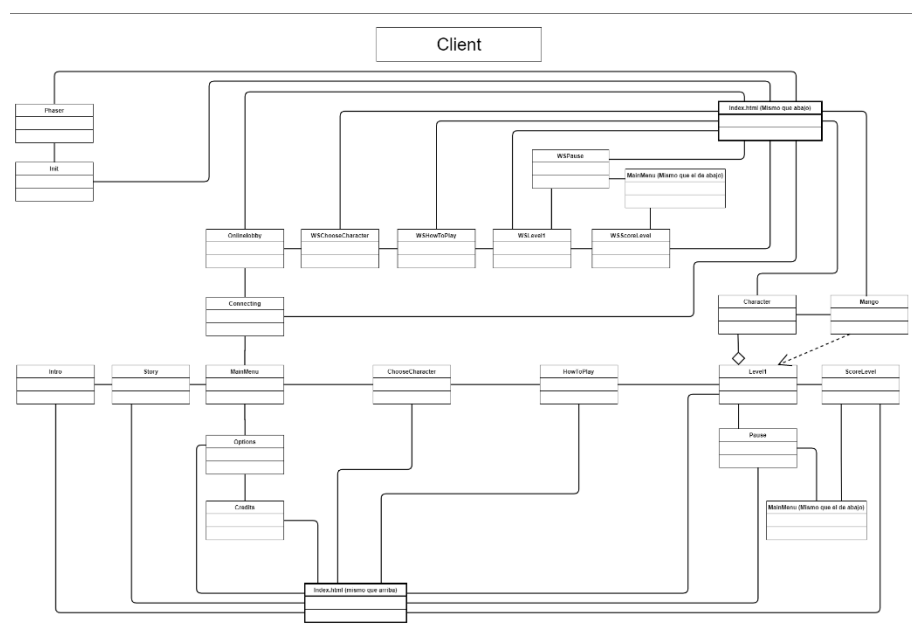 Client
Phaser
Index.html (Mismo que abajo)
Init
WSPause
MainMenu (Mismo que el de abajo)
Onlinelobby
WSChooseCharacter
WSHowToPlay
WSLevel1
WSScoreLevel
Connecting
Character
Mango
Intro
Story
MainMenu
ChooseCharacter
HowToPlay
Level1
ScoreLevel
Options
Pause
Credits
MainMenu (Mismo que el de abajo)
Index.html (mismo que arriba)